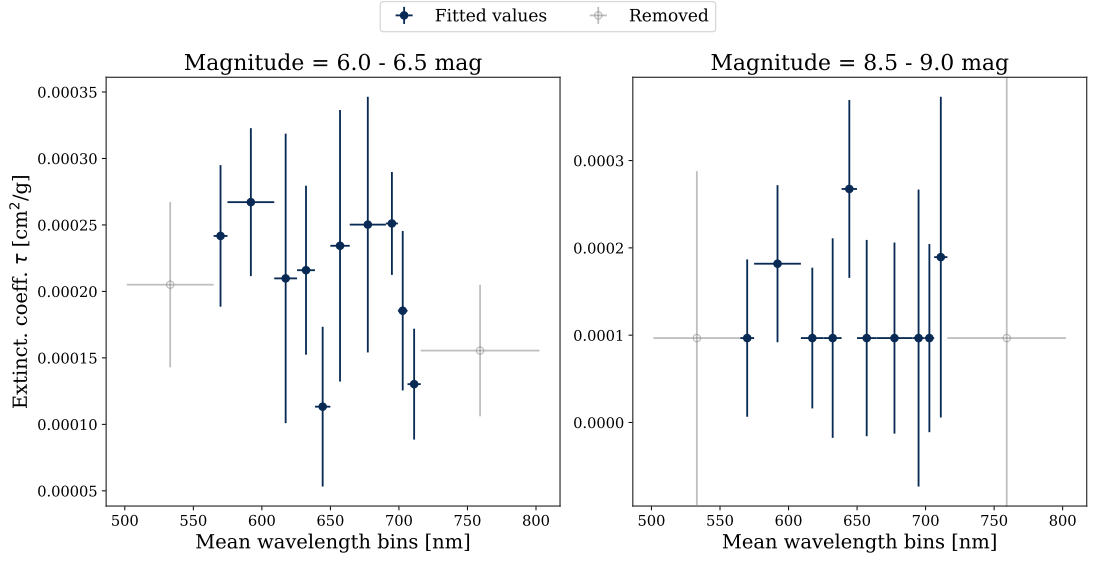 Fitted values   Removed
Magnitude = 6.0 - 6.5 mag
Extinct. coeff. τ [cm²/g]
0.00035
0.00030
0.00025
0.00020
0.00015
0.00010
0.00005
500 550 600 650 700 750 800
Mean wavelength bins [nm]
Magnitude = 8.5 - 9.0 mag
0.0003
0.0002
0.0001
0.0000
500 550 600 650 700 750 800
Mean wavelength bins [nm]